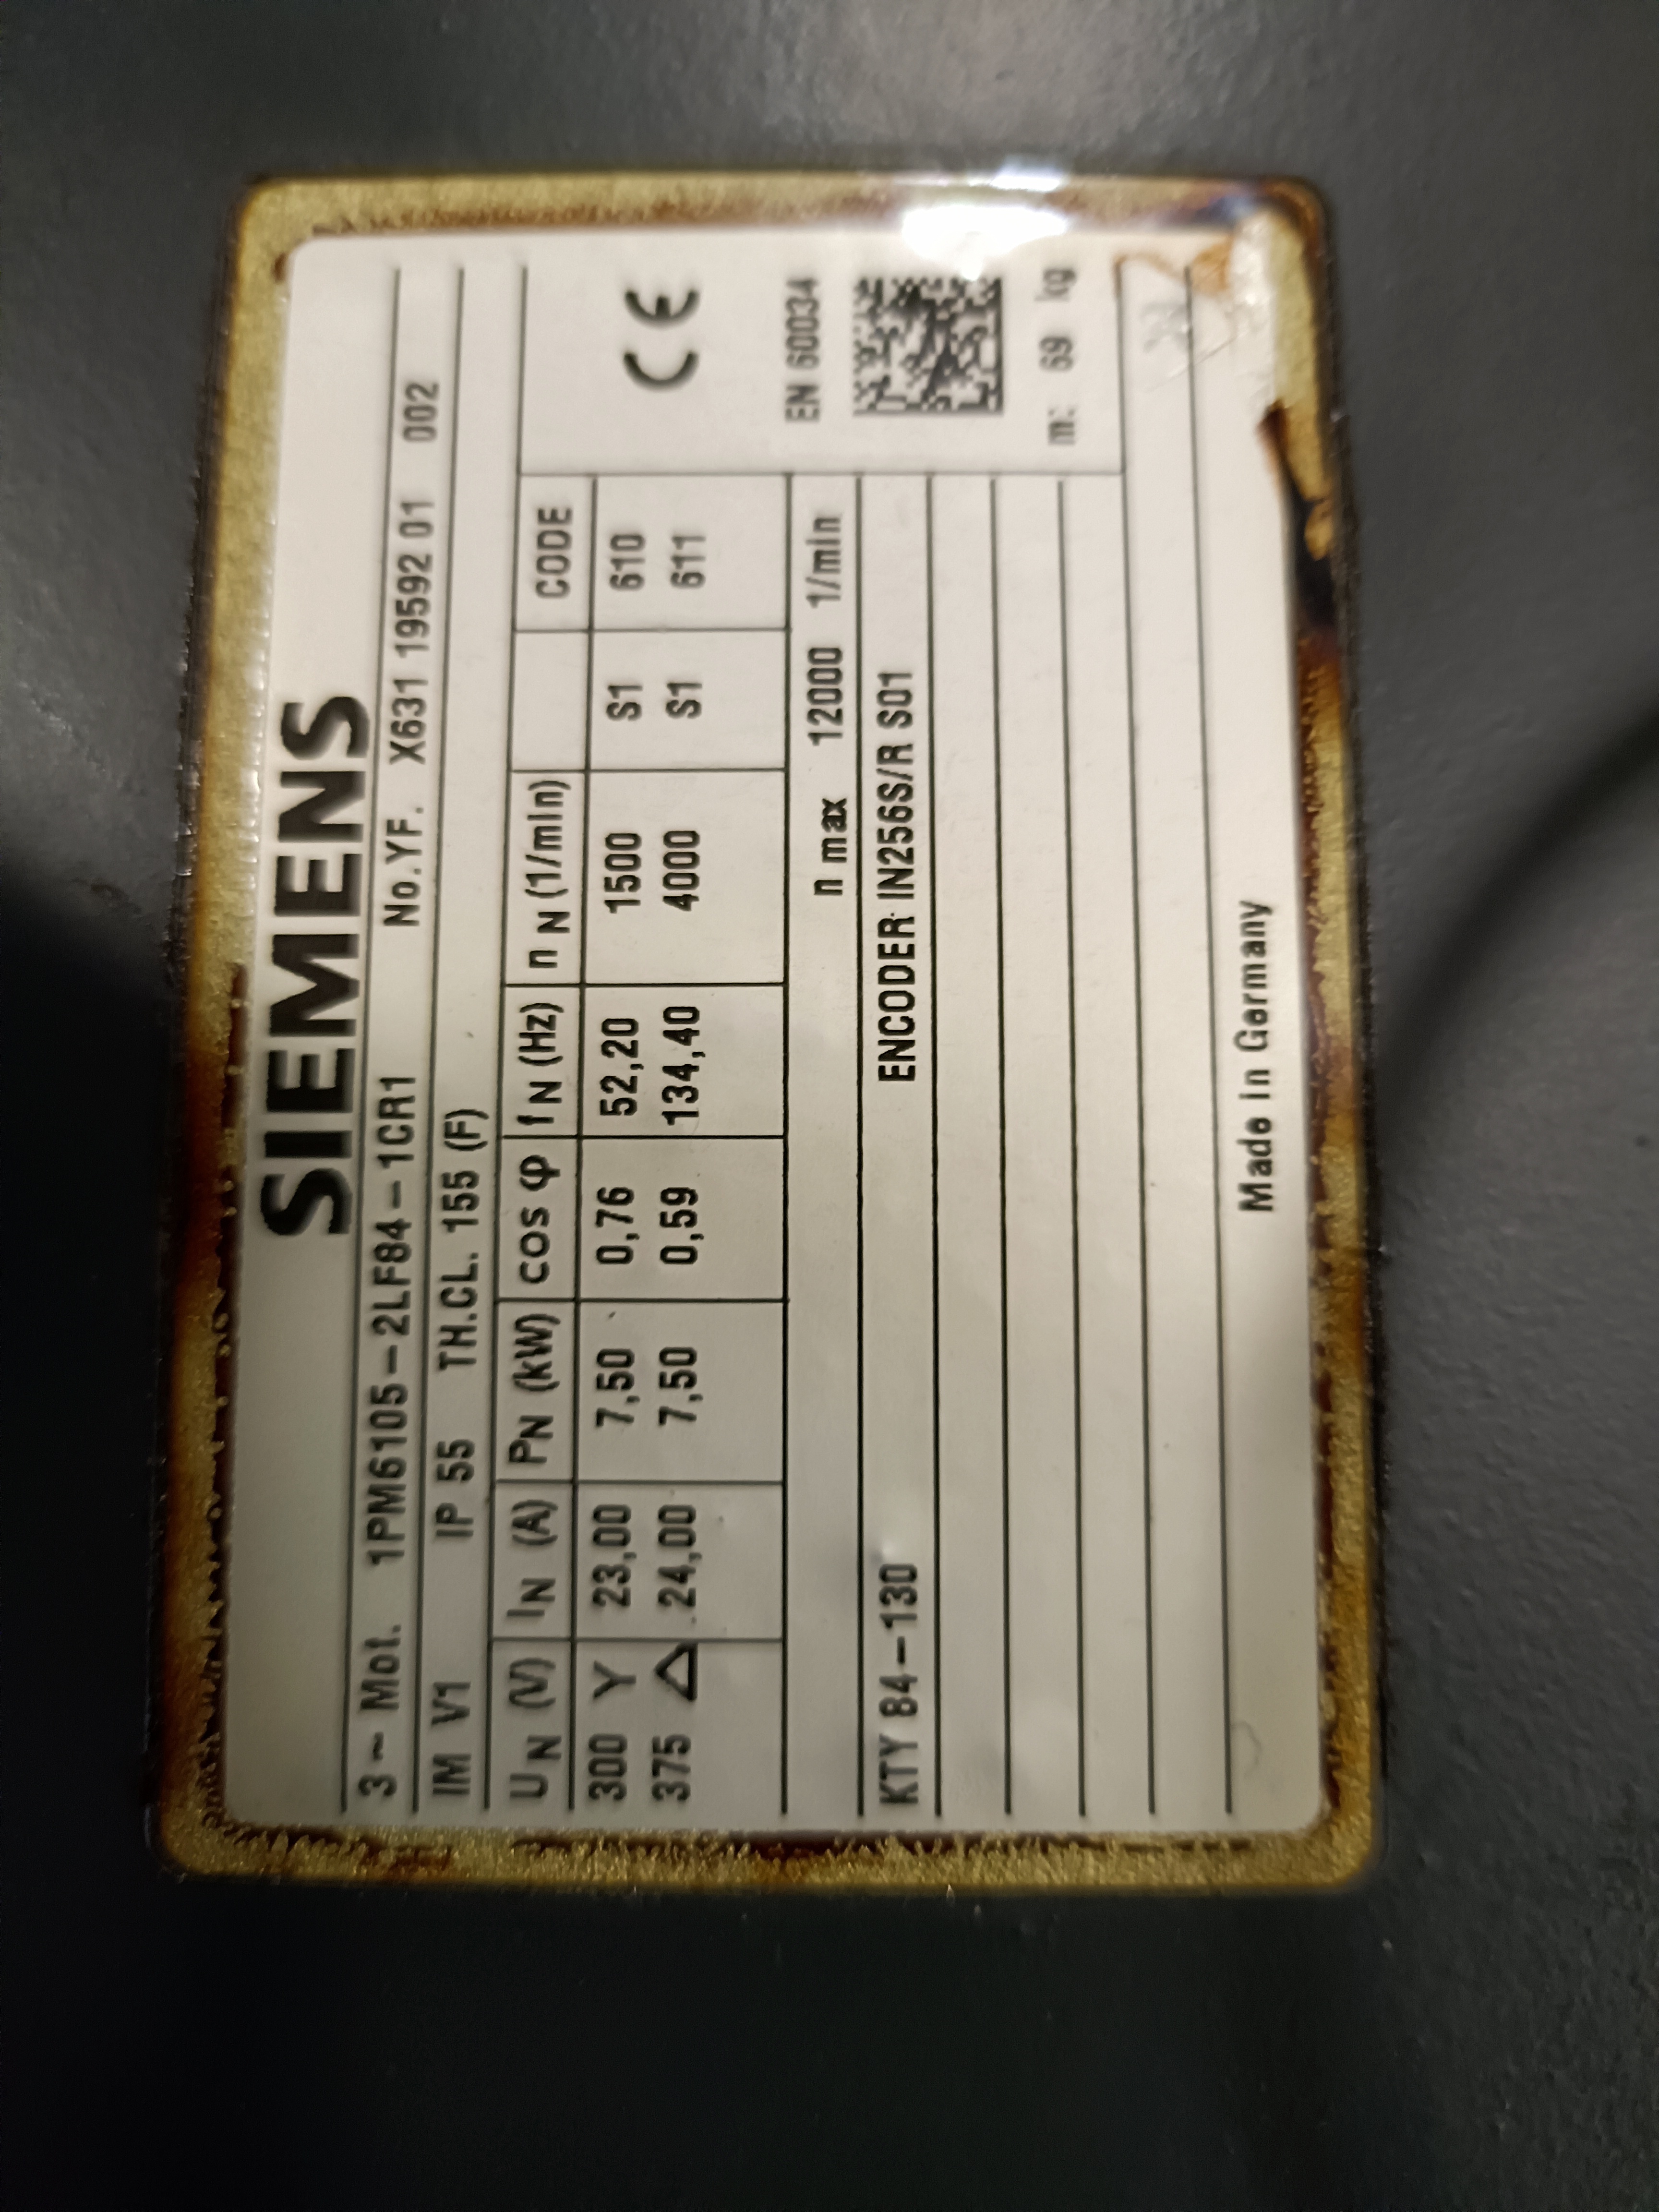 SIEMENS
3~ Mot. 1PM6105-2LF84-1CR1 No.YF. X631 19592 01 002
IM V1 IP 55 TH.CL. 155 (F)
UN (V) IN (A) PN (kW) cos φ fN (Hz) nN (1/min) CODE
300 Y 23,00 7,50 0,76 52,20 1500 S1 610
375 △ 24,00 7,50 0,59 134,40 4000 S1 611
CE
EN 60034
n max 12000 1/min
KTY 84-130 ENCODER IN256S/R S01
m: 69 kg
Made in Germany